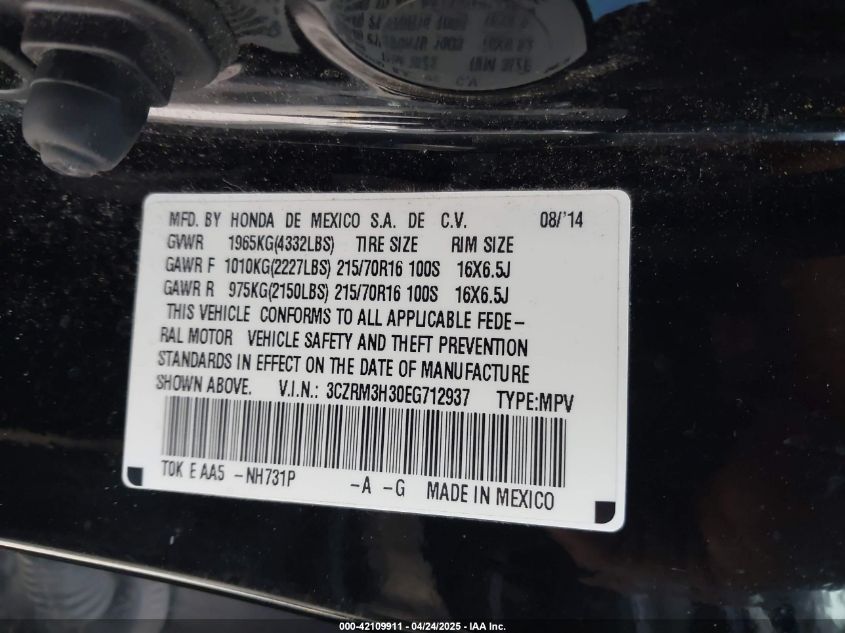 MFD. BY HONDA DE MEXICO S.A. DE C.V. 08/'14
GVWR 1965KG(4332LBS) TIRE SIZE RIM SIZE
GAWR F 1010KG(2227LBS) 215/70R16 100S 16X6.5J
GAWR R 975KG(2150LBS) 215/70R16 100S 16X6.5J
THIS VEHICLE CONFORMS TO ALL APPLICABLE FEDE-
RAL MOTOR VEHICLE SAFETY AND THEFT PREVENTION
STANDARDS IN EFFECT ON THE DATE OF MANUFACTURE
SHOWN ABOVE. V.I.N.: 3CZRM3H30EG712937 TYPE:MPV
T0K E AA5 -NH731P -A -G MADE IN MEXICO
000-42109911 - 04/24/2025 - IAA Inc.